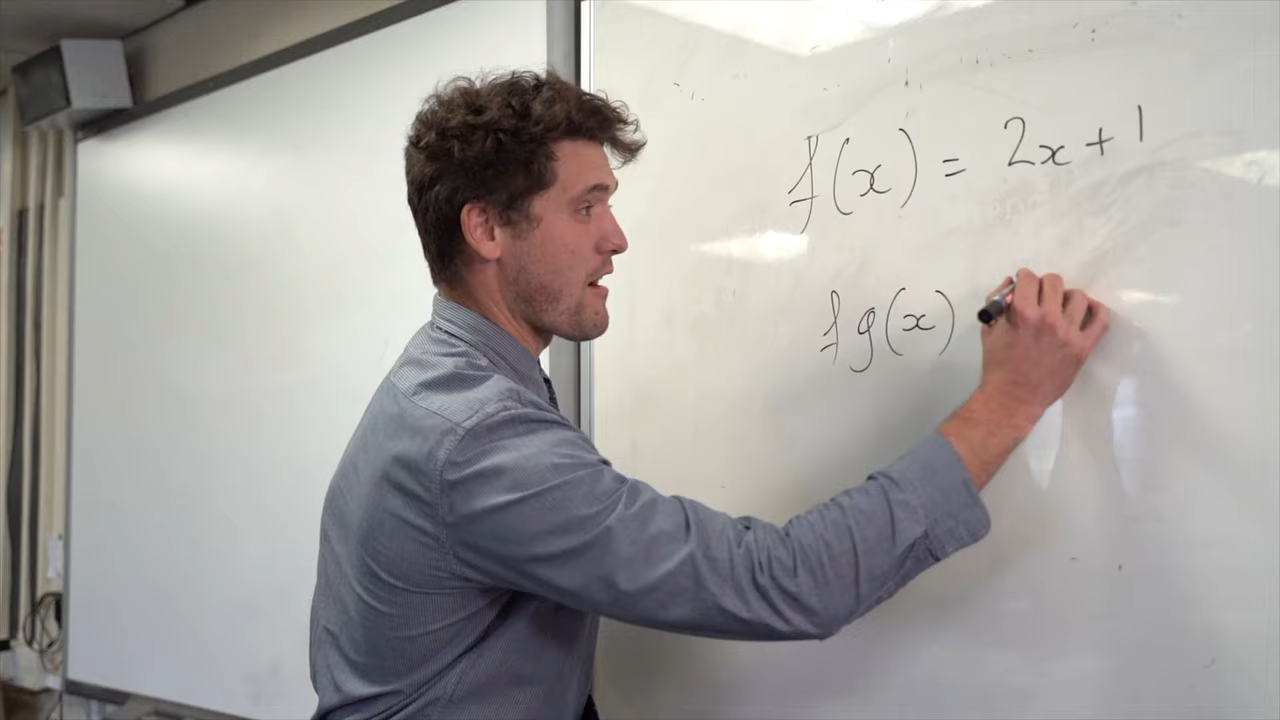 f(x) = 2x + 1
fg(x)